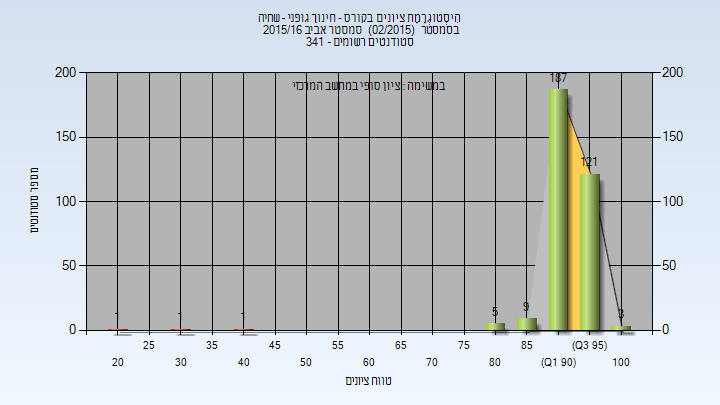 היסטוגרמת ציונים בקורס - חינוך גופני - שחיה
בסמסטר (02/2015) סמסטר אביב 2015/16
סטודנטים רשומים - 341
במשימה : ציון סופי במחשב המרכזי
200 200
150 150
100 100
50 50
0 0
מספר סטודנטים
1 1 1 5 9 187 121 3
25 35 45 55 65 75 85 (Q3 95)
20 30 40 50 60 70 80 (Q1 90) 100
טווח ציונים